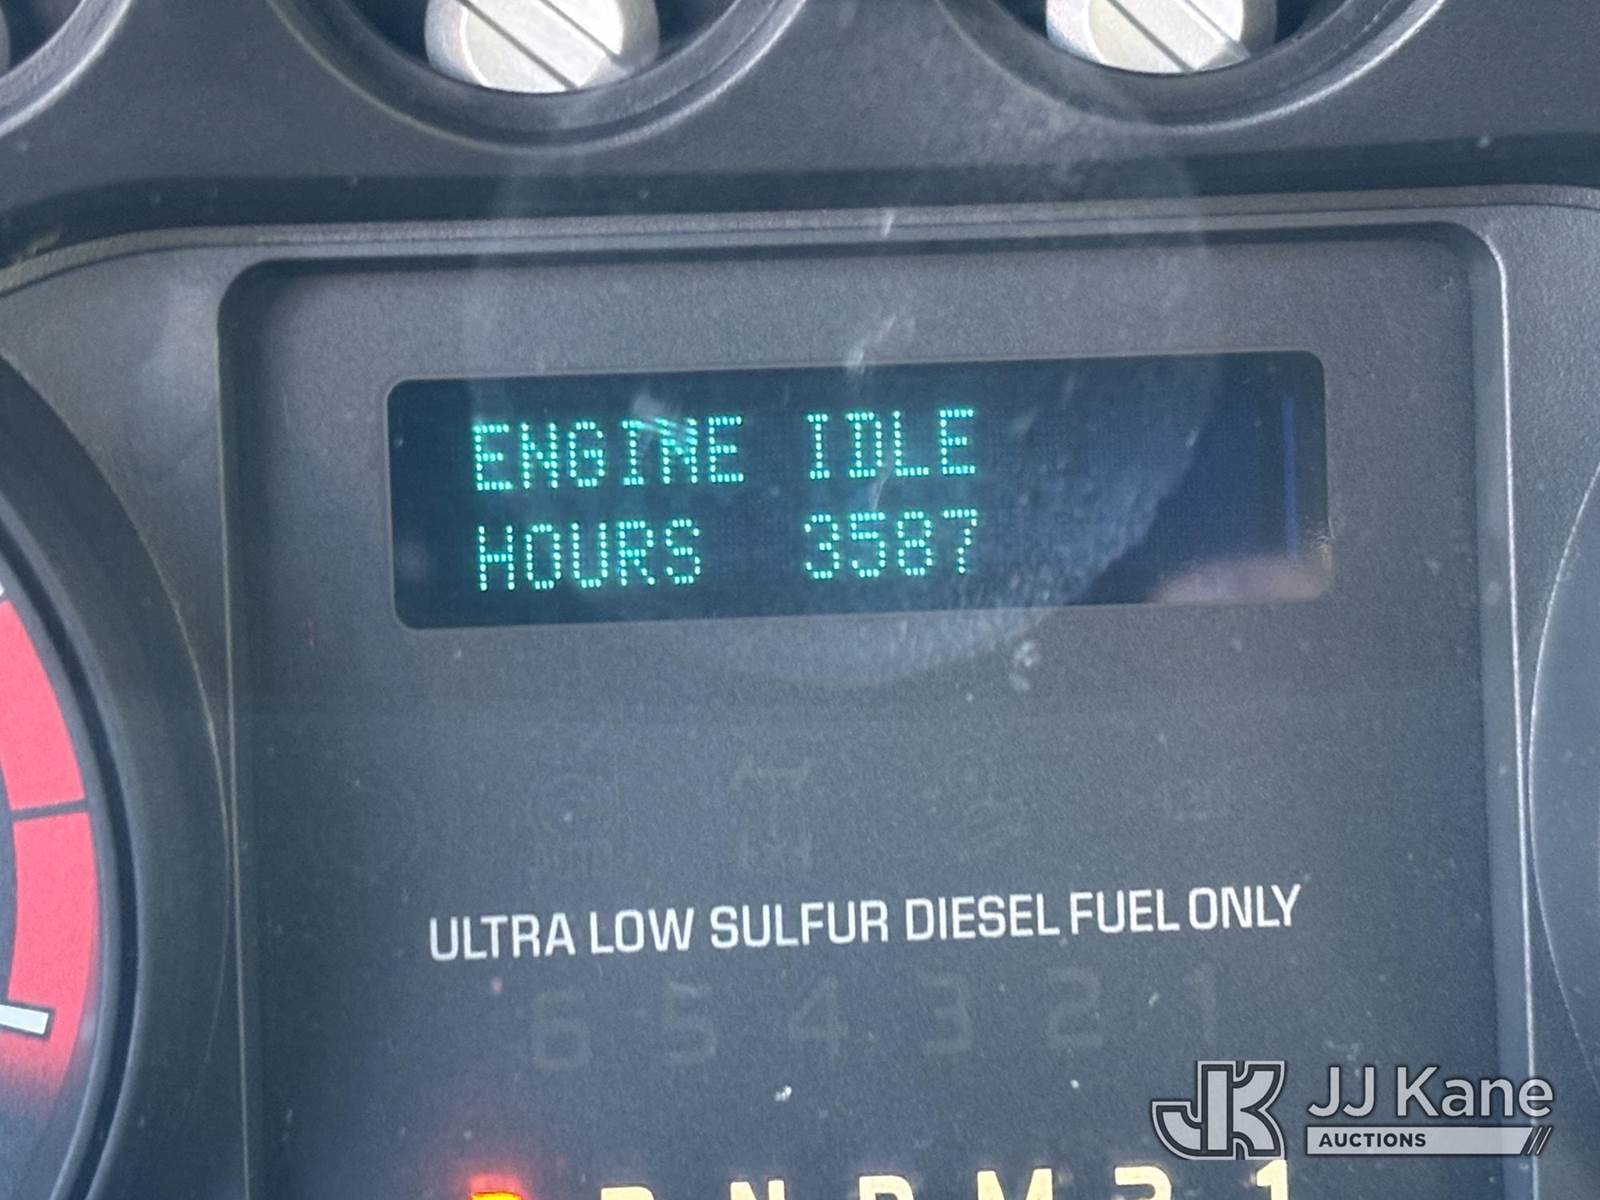 ENGINE IDLE
HOURS 3587
ULTRA LOW SULFUR DIESEL FUEL ONLY
6 5 4 3 2 1
N
JK JJ Kane
AUCTIONS